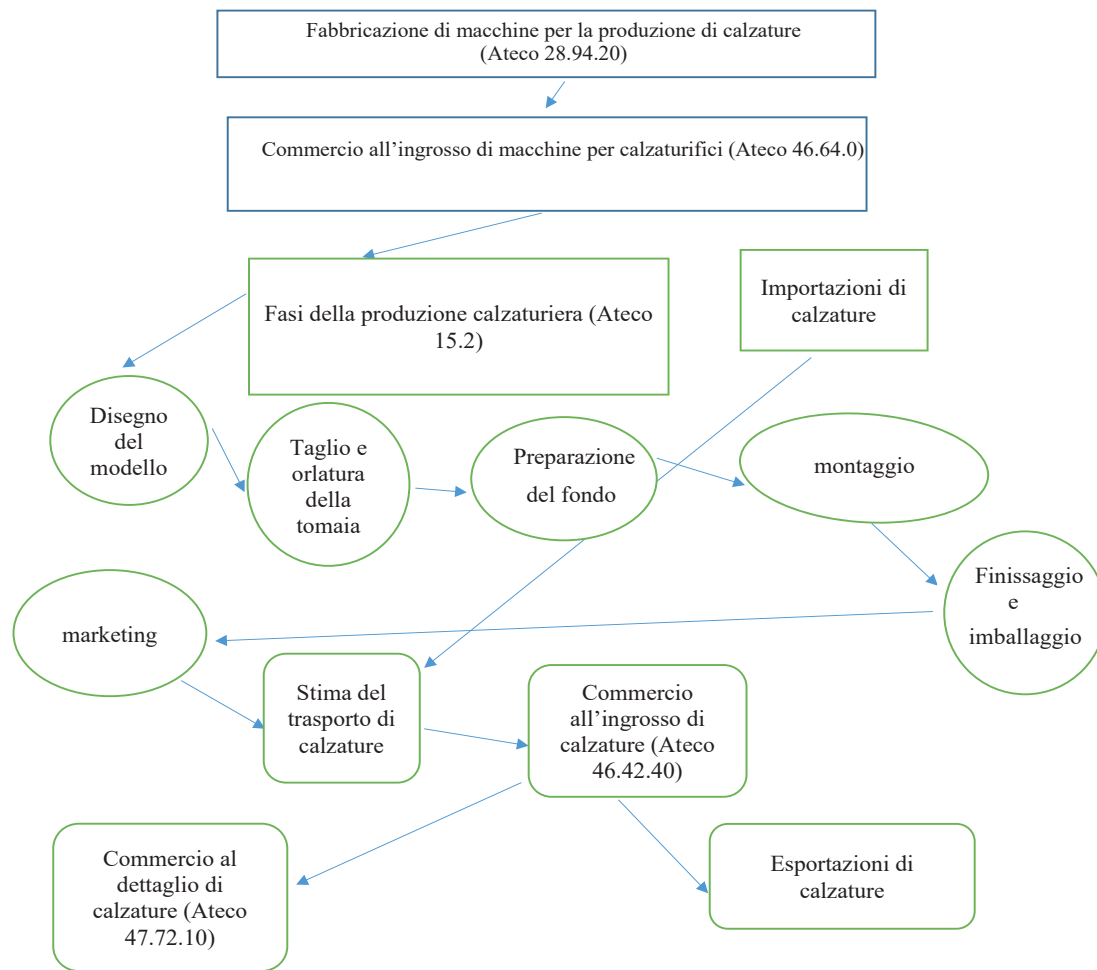 Fabbricazione di macchine per la produzione di calzature
(Ateco 28.94.20)
Commercio all’ingrosso di macchine per calzaturifici (Ateco 46.64.0)
Fasi della produzione calzaturiera (Ateco
15.2)
Importazioni di
calzature
Disegno
del
modello
Taglio e
orlatura
della
tomaia
Preparazione
del fondo
montaggio
Finissaggio
e
imballaggio
marketing
Stima del
trasporto di
calzature
Commercio
all’ingrosso di
calzature (Ateco
46.42.40)
Commercio al
dettaglio di
calzature (Ateco
47.72.10)
Esportazioni di
calzature